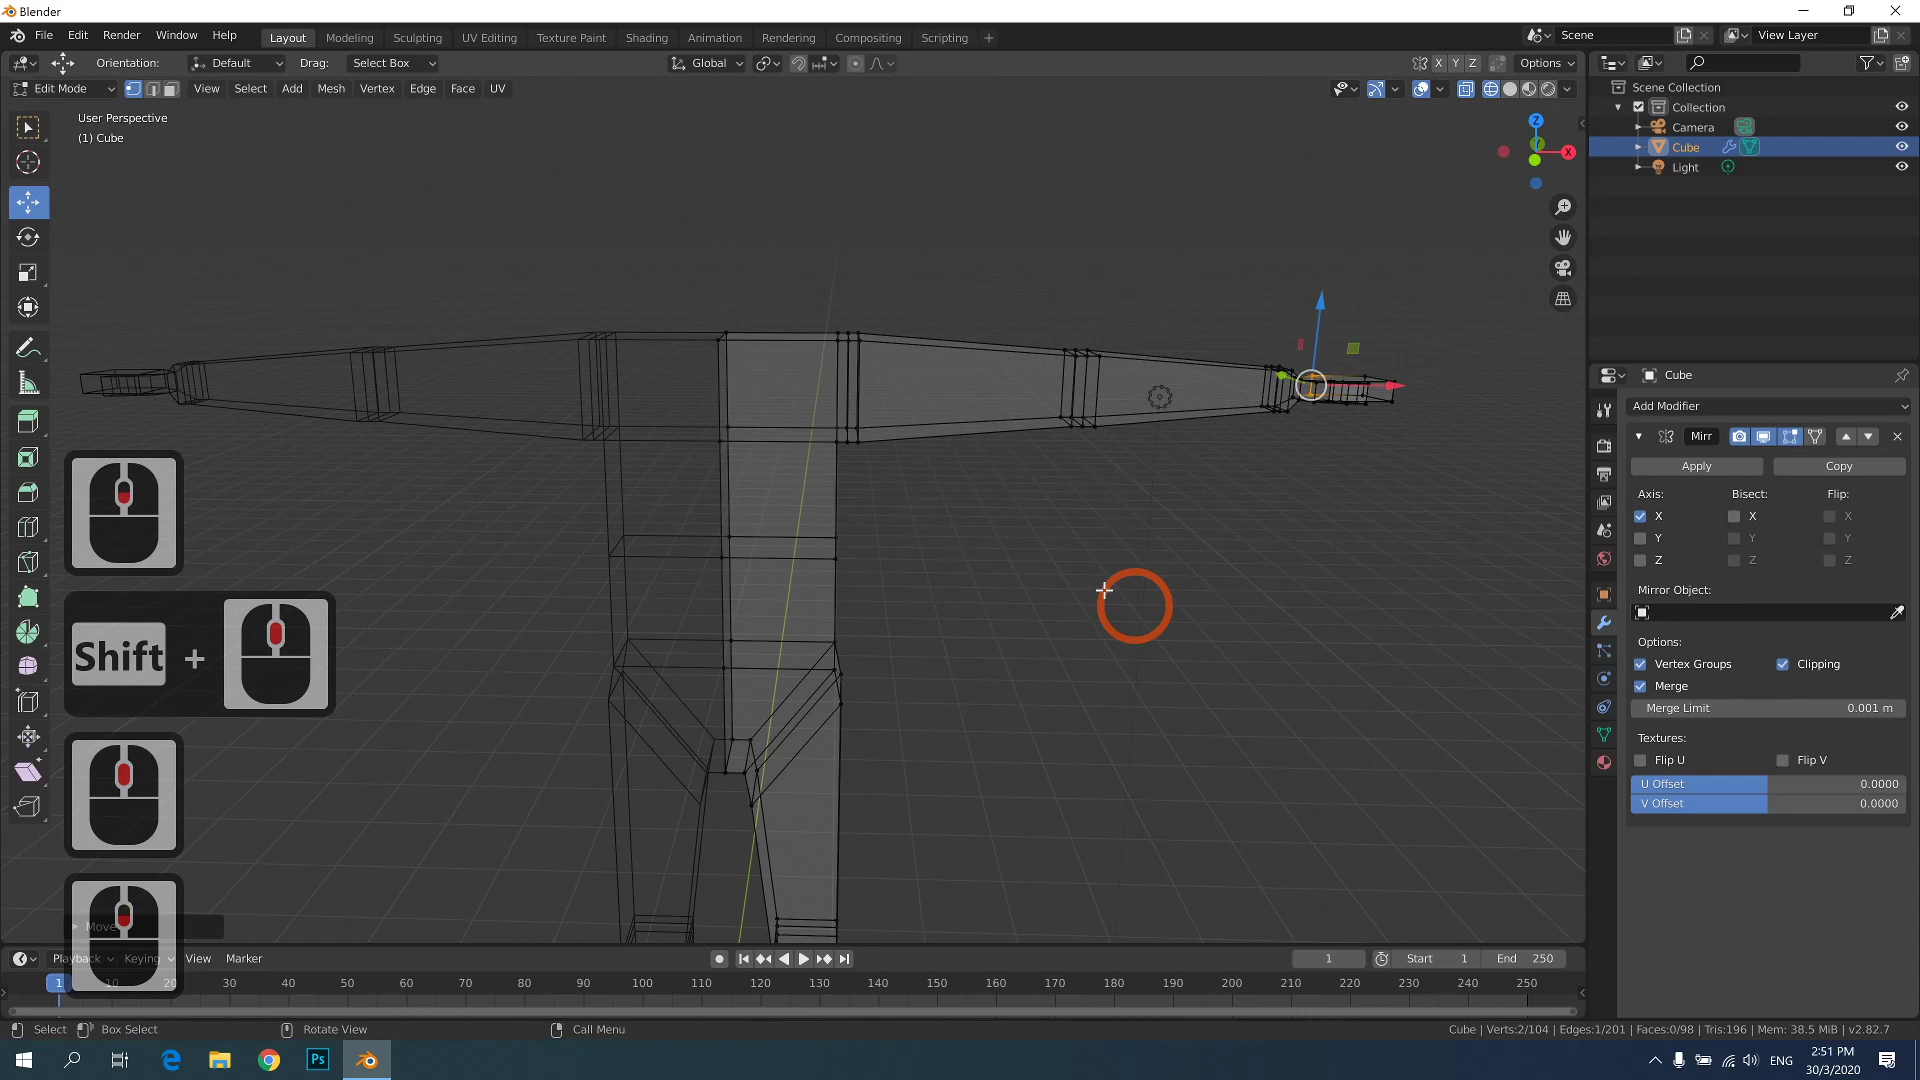 Blender
File Edit Render Window Help Layout Modeling Sculpting UV Editing Texture Paint Shading Animation Rendering Compositing Scripting +
Scene View Layer
Orientation: Default Drag: Select Box Global X Y Z Options
Edit Mode View Select Add Mesh Vertex Edge Face UV
User Perspective
(1) Cube
Z
X
Scene Collection
Collection
Camera
Cube
Light
Cube
Add Modifier
Mirr
Apply Copy
Axis: Bisect: Flip:
X X X
Y Y Y
Z Z Z
Mirror Object:
Options:
Vertex Groups Clipping
Merge
Merge Limit 0.001 m
Textures:
Flip U Flip V
U Offset 0.0000
V Offset 0.0000
Shift +
Move
Playback Keying View Marker 1 Start 1 End 250
1 10 20 30 40 50 60 70 80 90 100 110 120 130 140 150 160 170 180 190 200 210 220 230 240 250
Select Box Select Rotate View Call Menu Cube | Verts:2/104 | Edges:1/201 | Faces:0/98 | Tris:196 | Mem: 38.5 MiB | v2.82.7
Ps
ENG
2:51 PM
30/3/2020